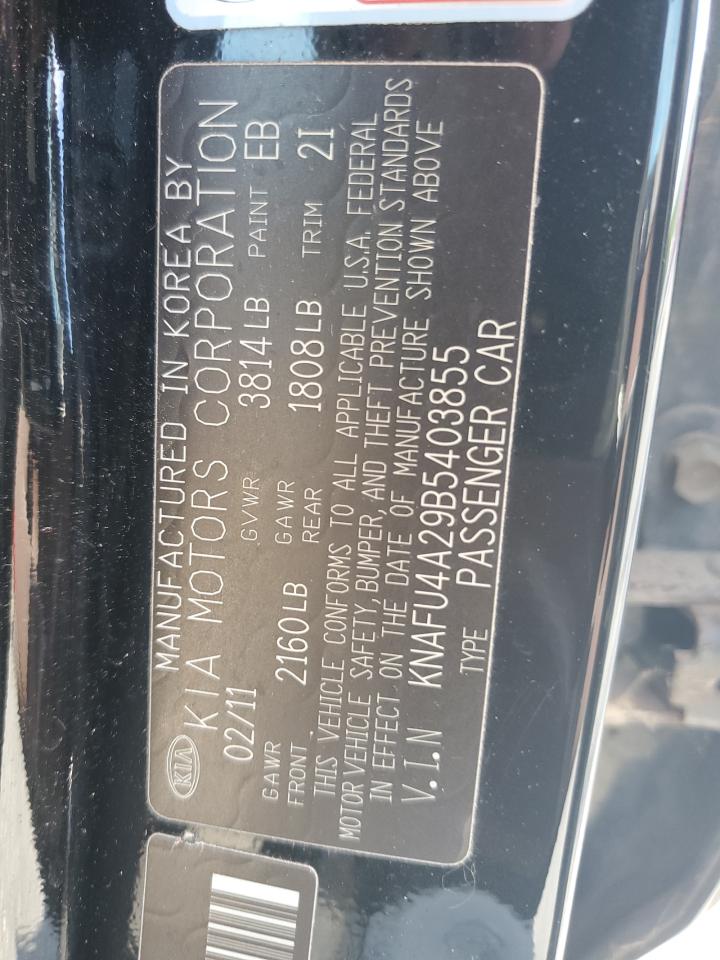 MANUFACTURED IN KOREA BY
KIA KIA MOTORS CORPORATION
02/11 GVWR 3814LB PAINT EB
GAWR FRONT 2160LB GAWR REAR 1808LB TRIM 2I
THIS VEHICLE CONFORMS TO ALL APPLICABLE U.S.A. FEDERAL
MOTOR VEHICLE SAFETY, BUMPER, AND THEFT PREVENTION STANDARDS
IN EFFECT ON THE DATE OF MANUFACTURE SHOWN ABOVE
V.I.N KNAFU4A29B5403855
TYPE PASSENGER CAR